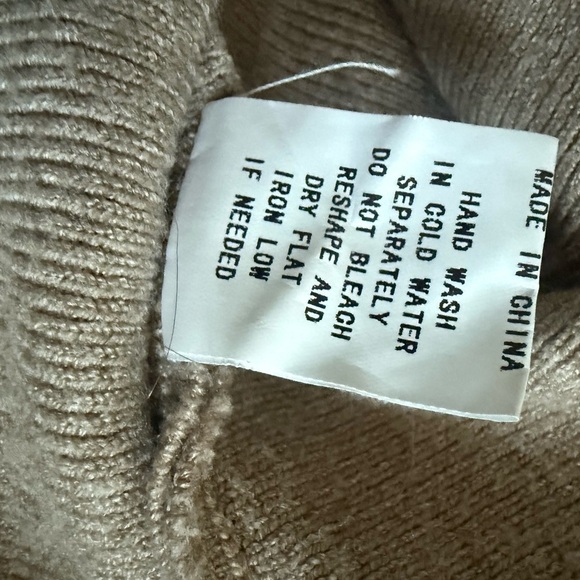 MADE IN CHINA
HAND WASH
IN COLD WATER
SEPARATELY
DO NOT BLEACH
RESHAPE AND
DRY FLAT
IRON LOW
IF NEEDED